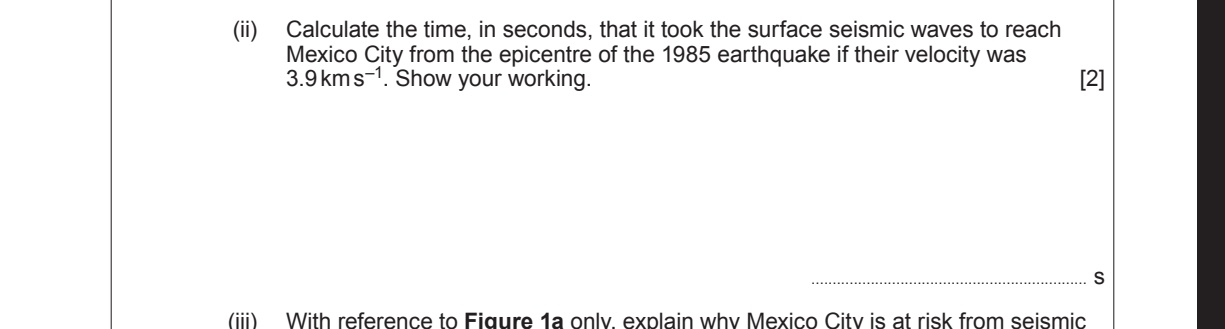 (ii) Calculate the time, in seconds, that it took the surface seismic waves to reach
Mexico City from the epicentre of the 1985 earthquake if their velocity was
3.9 km s⁻¹. Show your working. [2]
.................................................................. s
(iii) With reference to Figure 1a only, explain why Mexico City is at risk from seismic